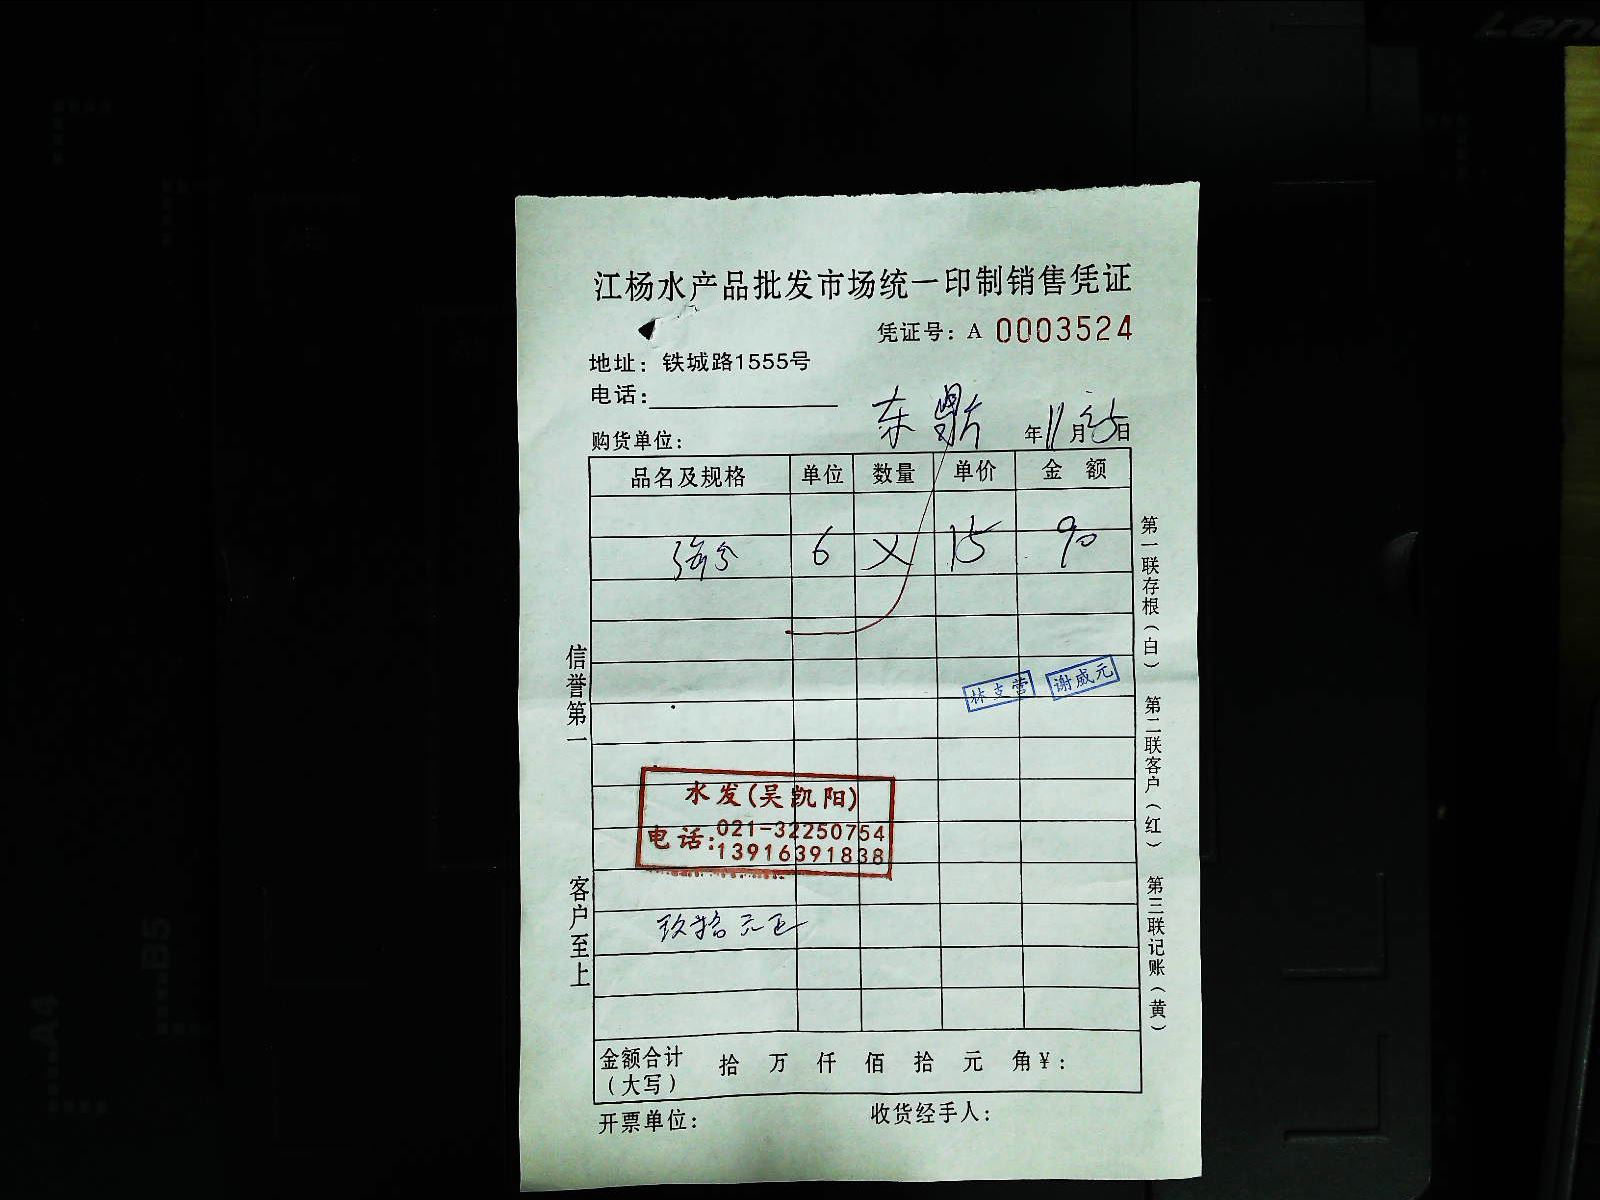 江杨水产品批发市场统一印制销售凭证
凭证号：A 0003524
地址：铁城路1555号
电话：
东鼎 年11月25日
购货单位：
品名及规格 单位 数量 单价 金额
6 X 15 90
林支营 谢威元
水发(吴凯阳)
电话：021-32250754
13916391838
玖拾元正
金额合计（大写） 拾 万 仟 佰 拾 元 角¥：
开票单位： 收货经手人：
信誉第一
客户至上
第一联存根（白）
第二联客户（红）
第三联记账（黄）
A4
B5